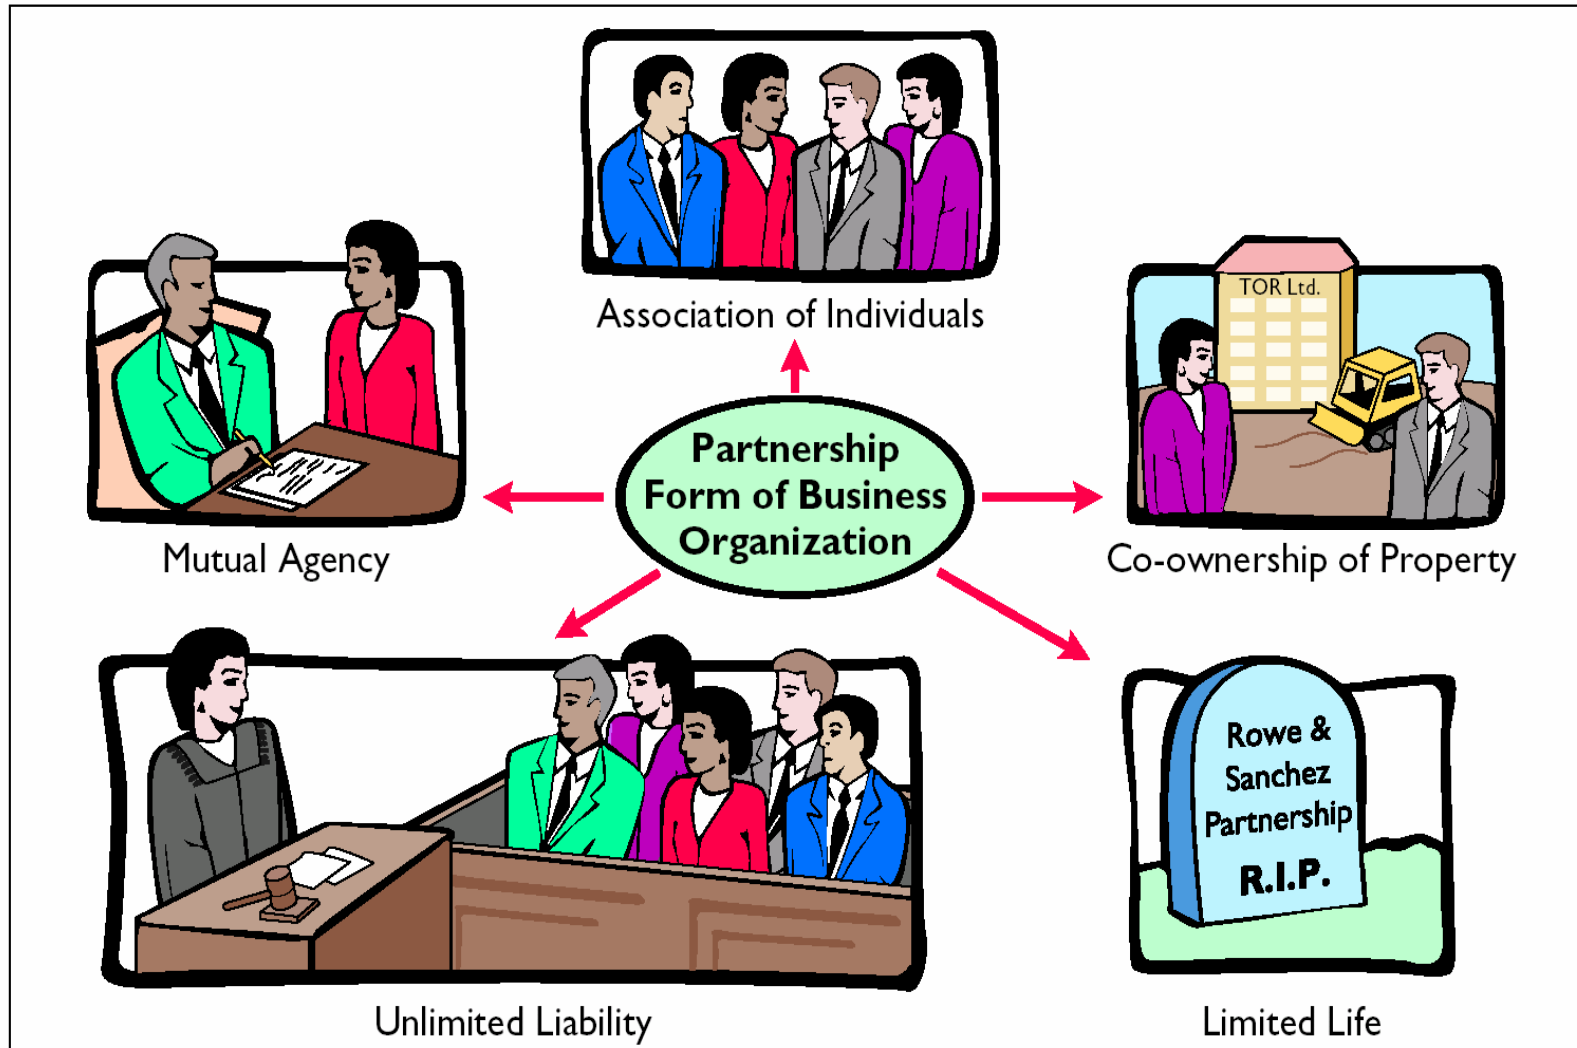 Association of Individuals
TOR Ltd.
Partnership
Form of Business
Organization
Mutual Agency
Co-ownership of Property
Rowe &
Sanchez
Partnership
R.I.P.
Unlimited Liability
Limited Life